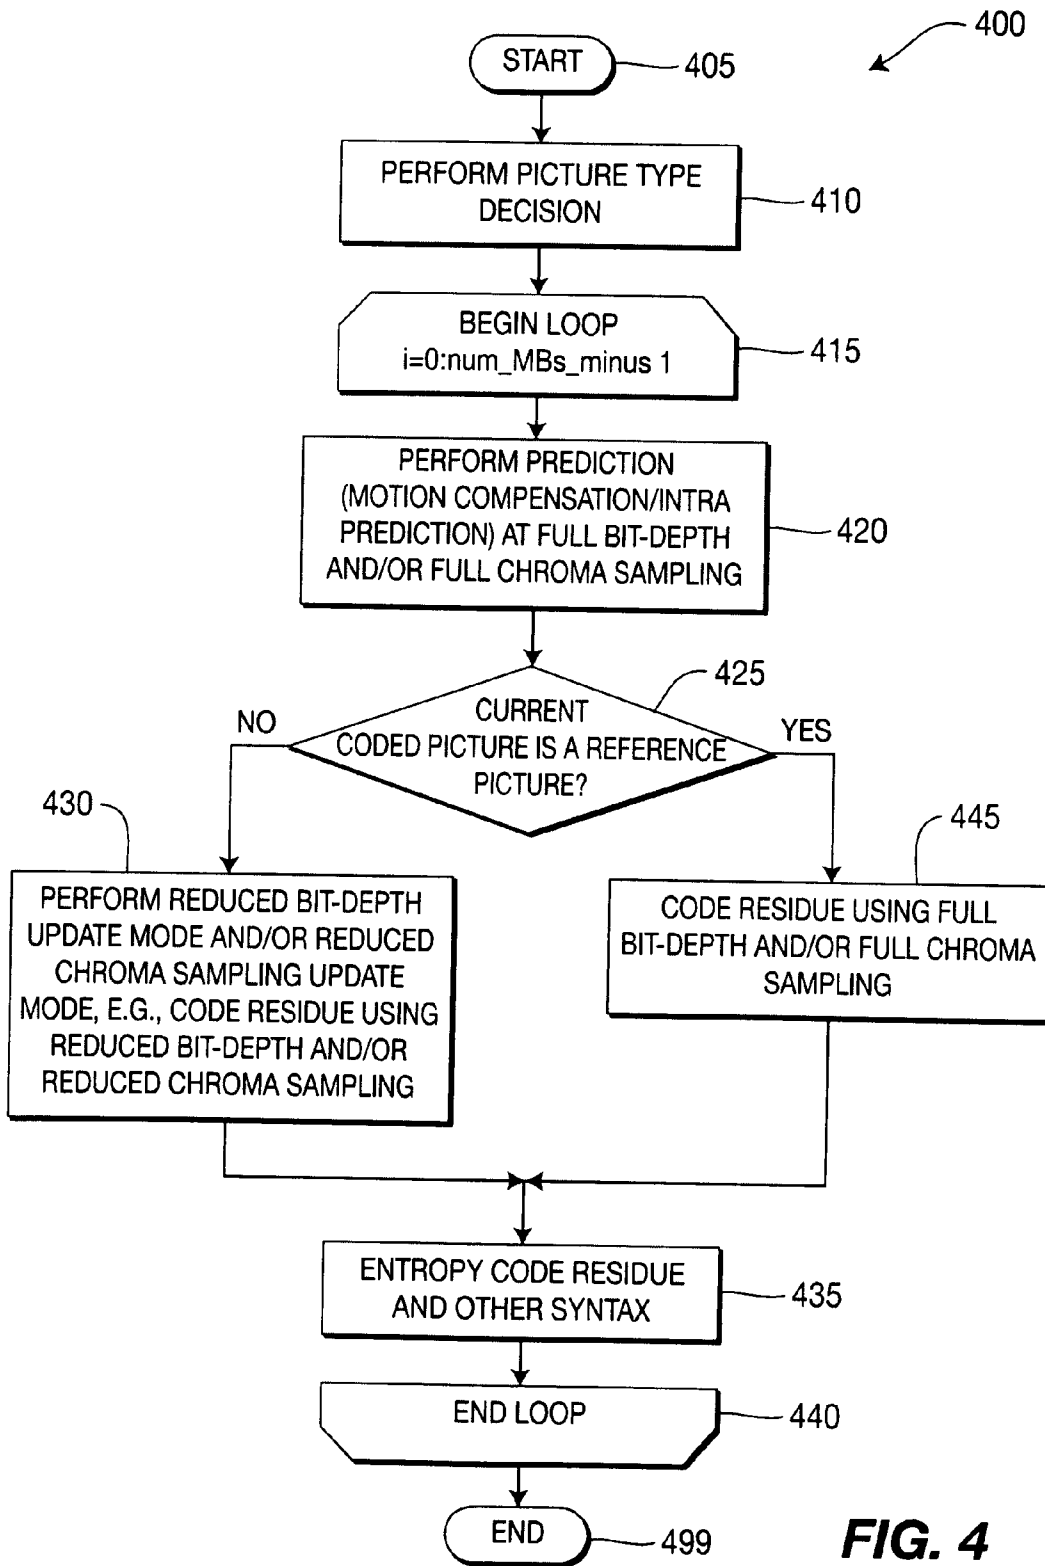 400
START
405
PERFORM PICTURE TYPE
DECISION
410
BEGIN LOOP
i=0:num_MBs_minus 1
415
PERFORM PREDICTION
(MOTION COMPENSATION/INTRA
PREDICTION) AT FULL BIT-DEPTH
AND/OR FULL CHROMA SAMPLING
420
425
CURRENT
CODED PICTURE IS A REFERENCE
PICTURE?
NO
YES
430
PERFORM REDUCED BIT-DEPTH
UPDATE MODE AND/OR REDUCED
CHROMA SAMPLING UPDATE
MODE, E.G., CODE RESIDUE USING
REDUCED BIT-DEPTH AND/OR
REDUCED CHROMA SAMPLING
445
CODE RESIDUE USING FULL
BIT-DEPTH AND/OR FULL CHROMA
SAMPLING
ENTROPY CODE RESIDUE
AND OTHER SYNTAX
435
END LOOP
440
END
499
FIG. 4